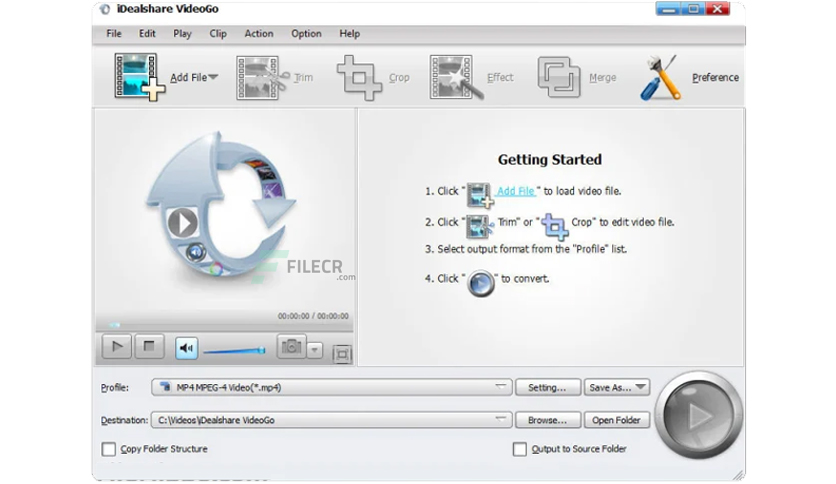 iDealshare VideoGo
File Edit Play Clip Action Option Help
Add File Trim Crop Effect Merge Preference
Getting Started
1. Click " Add File " to load video file.
2. Click " Trim" or " Crop" to edit video file.
3. Select output format from the "Profile" list.
4. Click " " to convert.
FILECR
.com
00:00:00 / 00:00:00
Profile: MP4 MPEG-4 Video(*.mp4) Setting... Save As...
Destination: C:\Videos\iDealshare VideoGo Browse... Open Folder
Copy Folder Structure Output to Source Folder